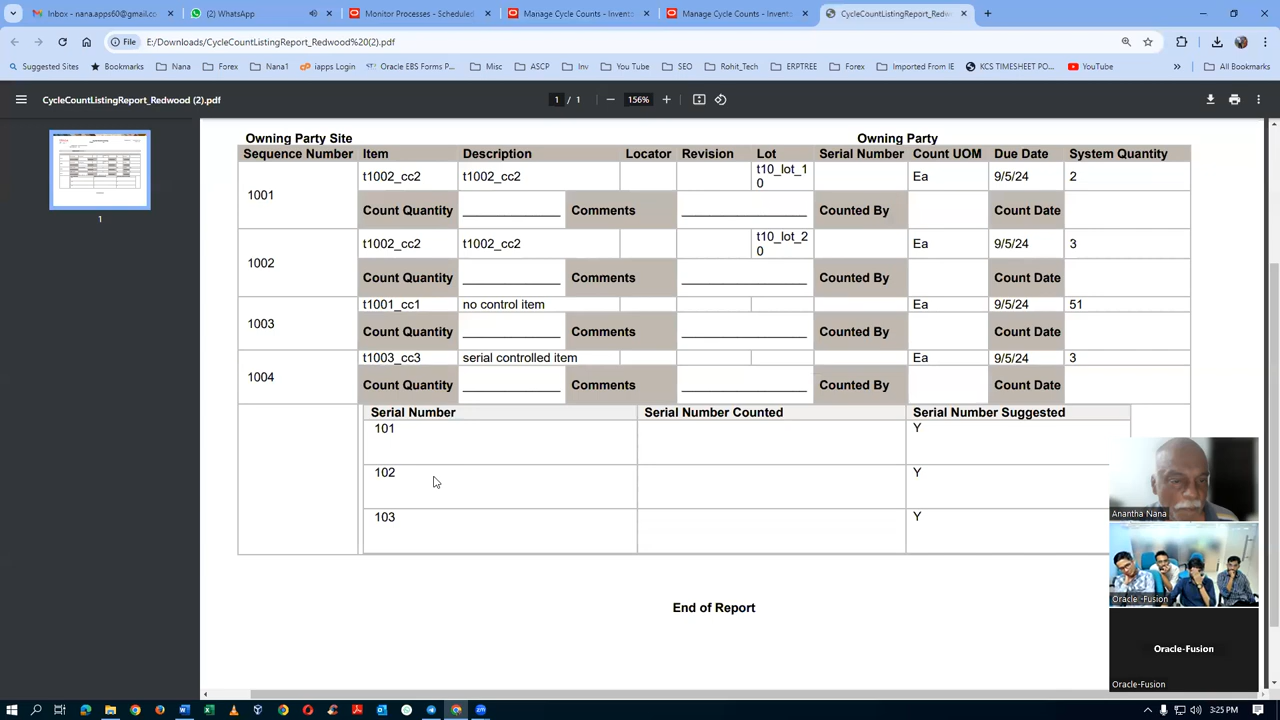 Inbox - nana.apps60@gmail.co
WhatsApp
Monitor Processes - Scheduled
Manage Cycle Counts - Invento
Manage Cycle Counts - Invento
CycleCountListingReport_Redw
File
E:/Downloads/CycleCountListingReport_Redwood%20(2).pdf
Suggested Sites
Bookmarks
Nana
Forex
Nana1
iapps Login
Oracle EBS Forms P...
Misc
ASCP
Inv
You Tube
SEO
Rohit_Tech
ERPTREE
Forex
Imported From IE
KCS TIMESHEET PO...
YouTube
All Bookmarks
CycleCountListingReport_Redwood (2).pdf
1 / 1
156%
1
Owning Party Site Owning Party
Sequence Number Item Description Locator Revision Lot Serial Number Count UOM Due Date System Quantity
1001 t1002_cc2 t1002_cc2 t10_lot_1
0 Ea 9/5/24 2
Count Quantity Comments Counted By Count Date
1002 t1002_cc2 t1002_cc2 t10_lot_2
0 Ea 9/5/24 3
Count Quantity Comments Counted By Count Date
1003 t1001_cc1 no control item Ea 9/5/24 51
Count Quantity Comments Counted By Count Date
1004 t1003_cc3 serial controlled item Ea 9/5/24 3
Count Quantity Comments Counted By Count Date
Serial Number Serial Number Counted Serial Number Suggested
101 Y
102 Y
103 Y
End of Report
Anantha Nana
Oracle -Fusion
Oracle-Fusion
Oracle-Fusion
3:25 PM